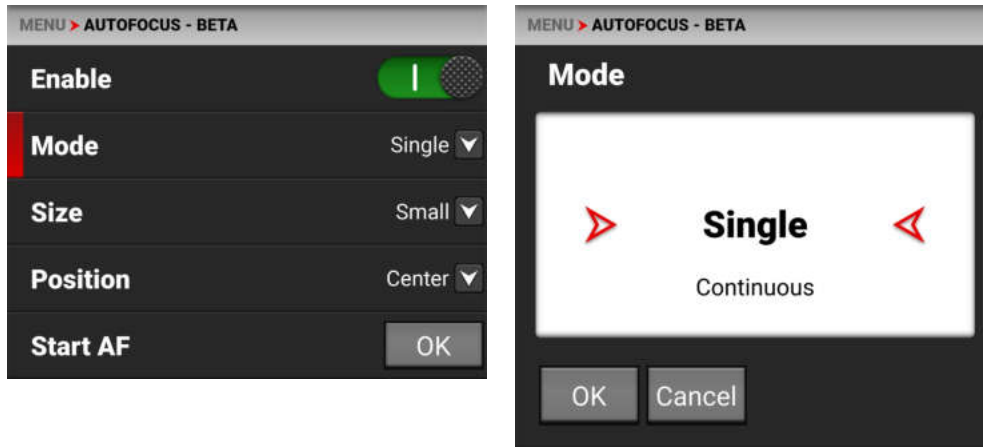 MENU > AUTOFOCUS - BETA
Enable
Mode Single
Size Small
Position Center
Start AF OK
MENU > AUTOFOCUS - BETA
Mode
Single
Continuous
OK Cancel